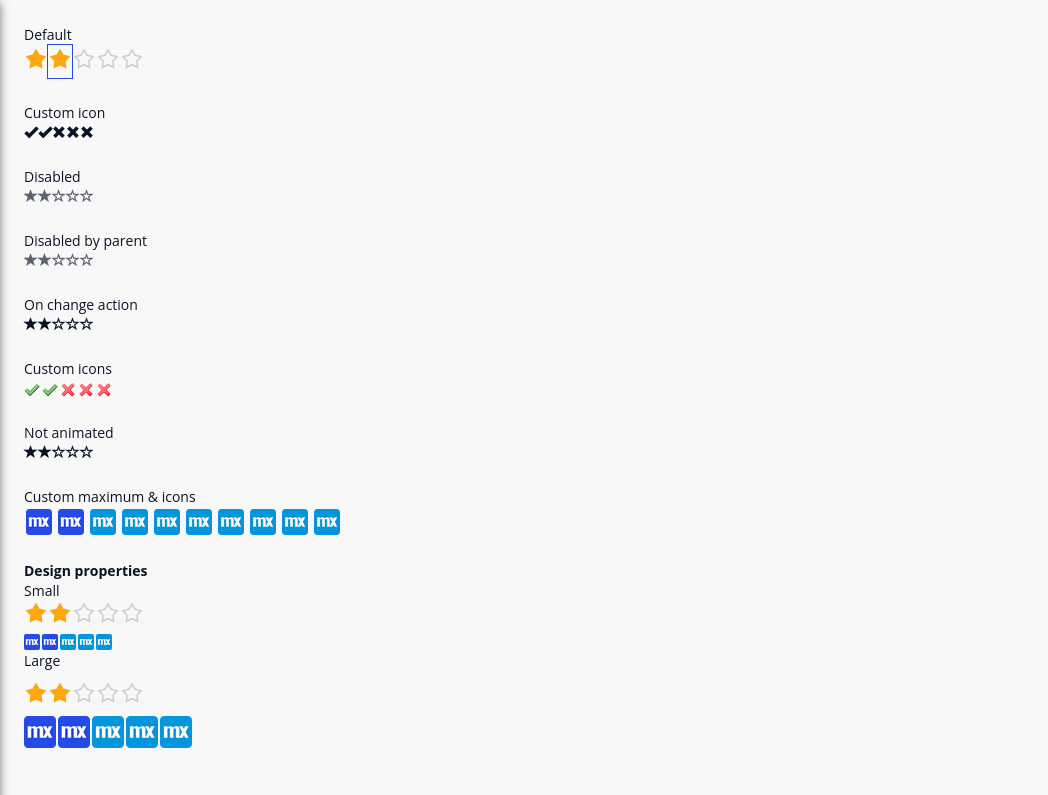 Default
Custom icon
Disabled
Disabled by parent
On change action
Custom icons
Not animated
Custom maximum & icons
mx mx mx mx mx mx mx mx mx mx
Design properties
Small
mx mx mx mx mx
Large
mx mx mx mx mx